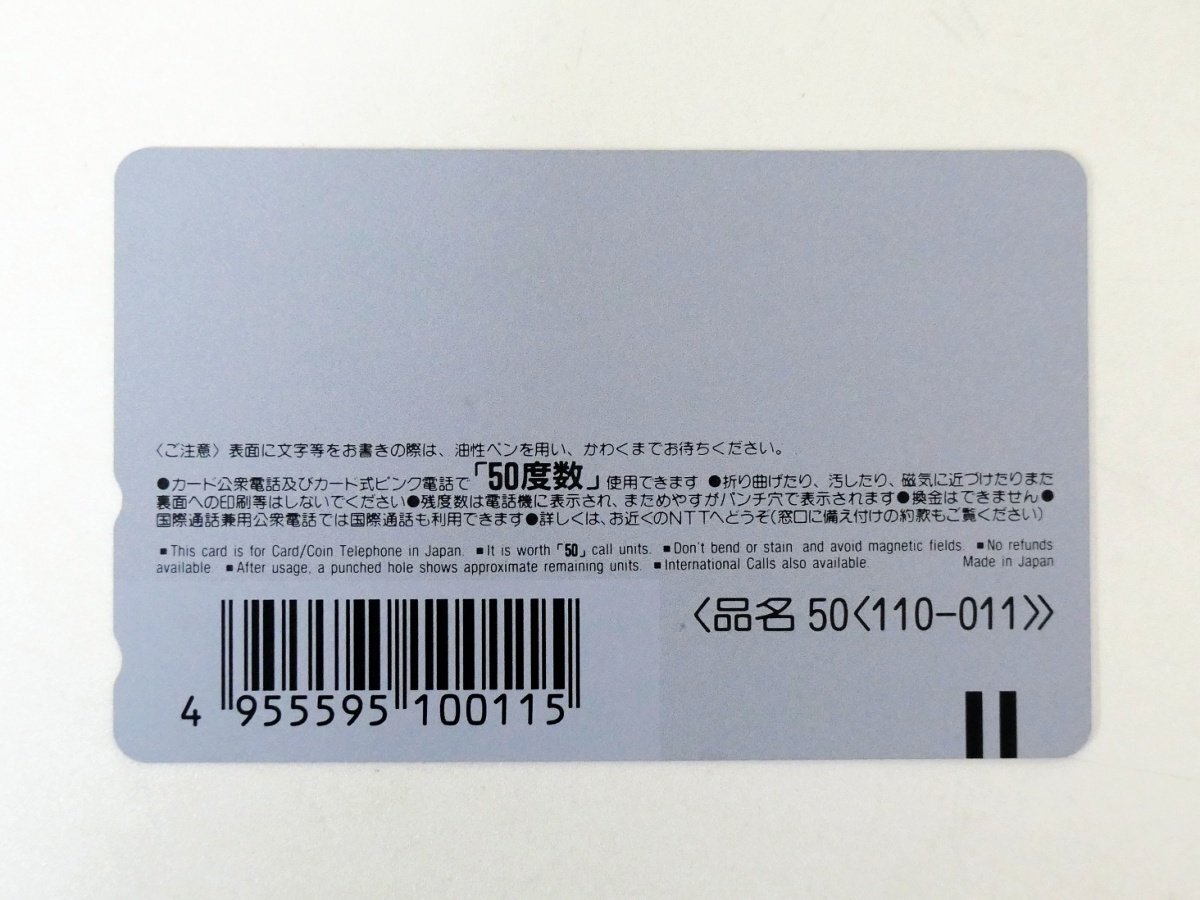 〈ご注意〉表面に文字等をお書きの際は、油性ペンを用い、かわくまでお待ちください。
●カード公衆電話及びカード式ピンク電話で「50度数」使用できます ●折り曲げたり、汚したり、磁気に近づけたりまた
裏面への印刷等はしないでください●残度数は電話機に表示され、まためやすがパンチ穴で表示されます●換金はできません●
国際通話兼用公衆電話では国際通話も利用できます●詳しくは、お近くのNTTへどうぞ(窓口に備え付けの約款もご覧ください)
■This card is for Card/Coin Telephone in Japan. ■It is worth「50」call units. ■Don't bend or stain and avoid magnetic fields. ■No refunds
available. ■After usage, a punched hole shows approximate remaining units. ■International Calls also available. Made in Japan
〈品名 50〈110-011〉〉
4 955595 100115